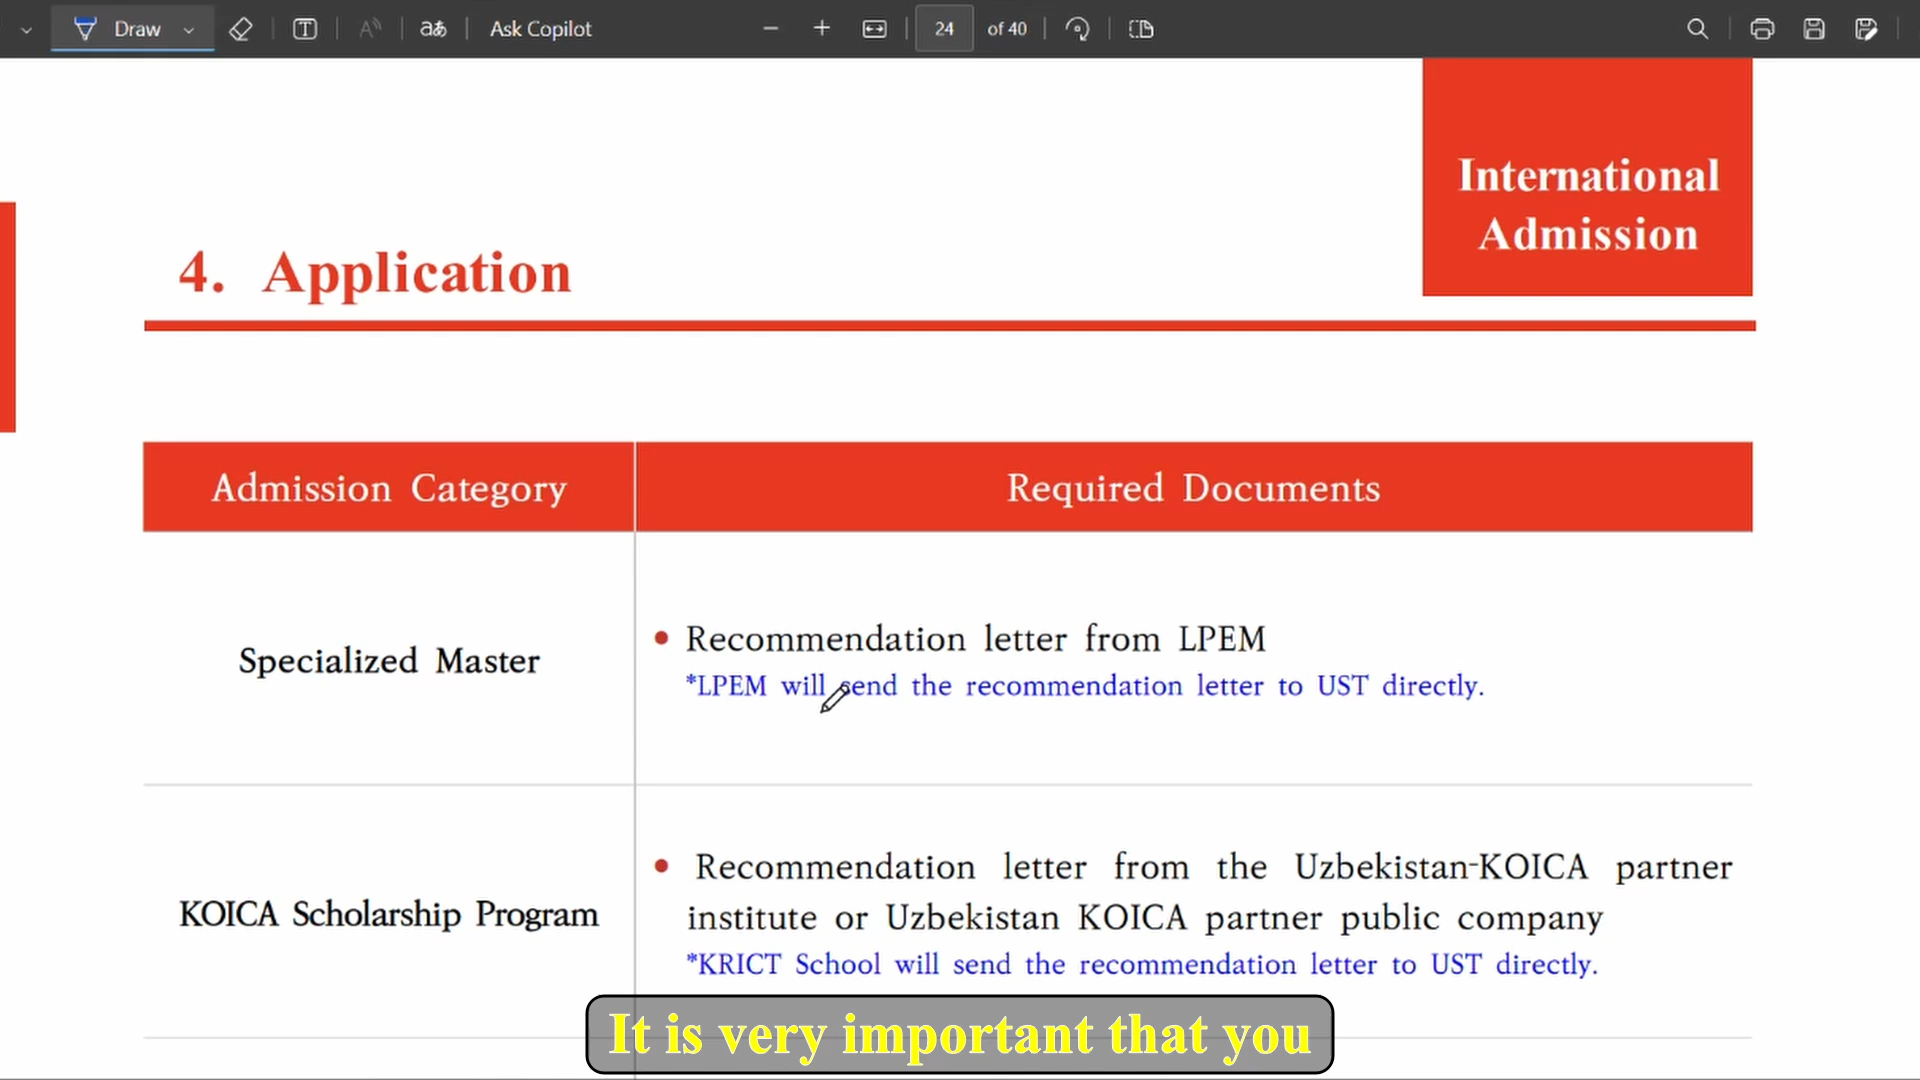 Draw
T
A
aあ
Ask Copilot
24
of 40
International
Admission
4. Application
Admission Category
Required Documents
Specialized Master
• Recommendation letter from LPEM
*LPEM will send the recommendation letter to UST directly.
KOICA Scholarship Program
• Recommendation letter from the Uzbekistan-KOICA partner
institute or Uzbekistan KOICA partner public company
*KRICT School will send the recommendation letter to UST directly.
It is very important that you